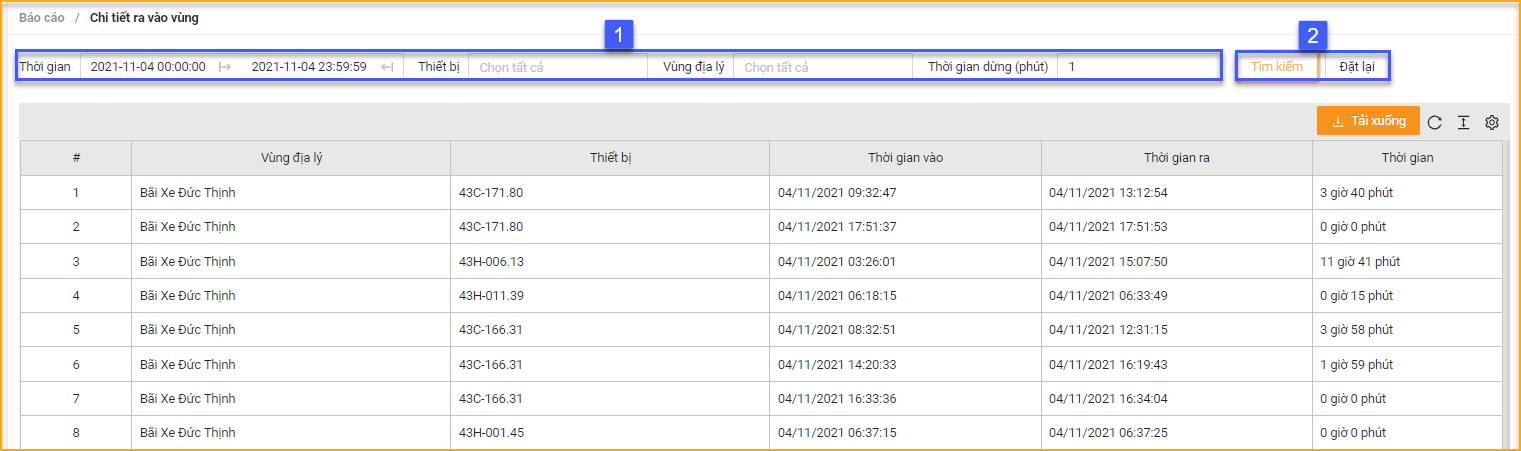 Báo cáo / Chi tiết ra vào vùng
1
2
Thời gian 2021-11-04 00:00:00 2021-11-04 23:59:59 Thiết bị Chọn tất cả Vùng địa lý Chọn tất cả Thời gian dừng (phút) 1 Tìm kiếm Đặt lại
Tải xuống
# Vùng địa lý Thiết bị Thời gian vào Thời gian ra Thời gian
1 Bãi Xe Đức Thịnh 43C-171.80 04/11/2021 09:32:47 04/11/2021 13:12:54 3 giờ 40 phút
2 Bãi Xe Đức Thịnh 43C-171.80 04/11/2021 17:51:37 04/11/2021 17:51:53 0 giờ 0 phút
3 Bãi Xe Đức Thịnh 43H-006.13 04/11/2021 03:26:01 04/11/2021 15:07:50 11 giờ 41 phút
4 Bãi Xe Đức Thịnh 43H-011.39 04/11/2021 06:18:15 04/11/2021 06:33:49 0 giờ 15 phút
5 Bãi Xe Đức Thịnh 43C-166.31 04/11/2021 08:32:51 04/11/2021 12:31:15 3 giờ 58 phút
6 Bãi Xe Đức Thịnh 43C-166.31 04/11/2021 14:20:33 04/11/2021 16:19:43 1 giờ 59 phút
7 Bãi Xe Đức Thịnh 43C-166.31 04/11/2021 16:33:36 04/11/2021 16:34:04 0 giờ 0 phút
8 Bãi Xe Đức Thịnh 43H-001.45 04/11/2021 06:37:15 04/11/2021 06:37:25 0 giờ 0 phút